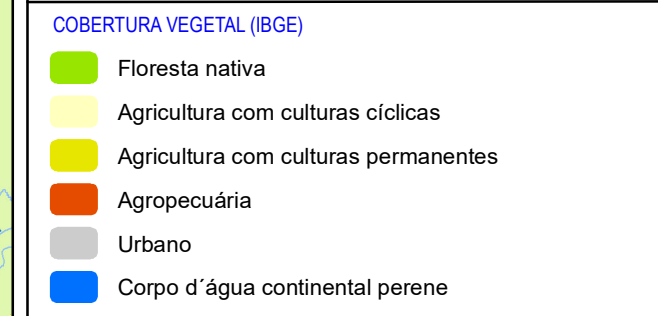 COBERTURA VEGETAL (IBGE)
Floresta nativa
Agricultura com culturas cíclicas
Agricultura com culturas permanentes
Agropecuária
Urbano
Corpo d´água continental perene